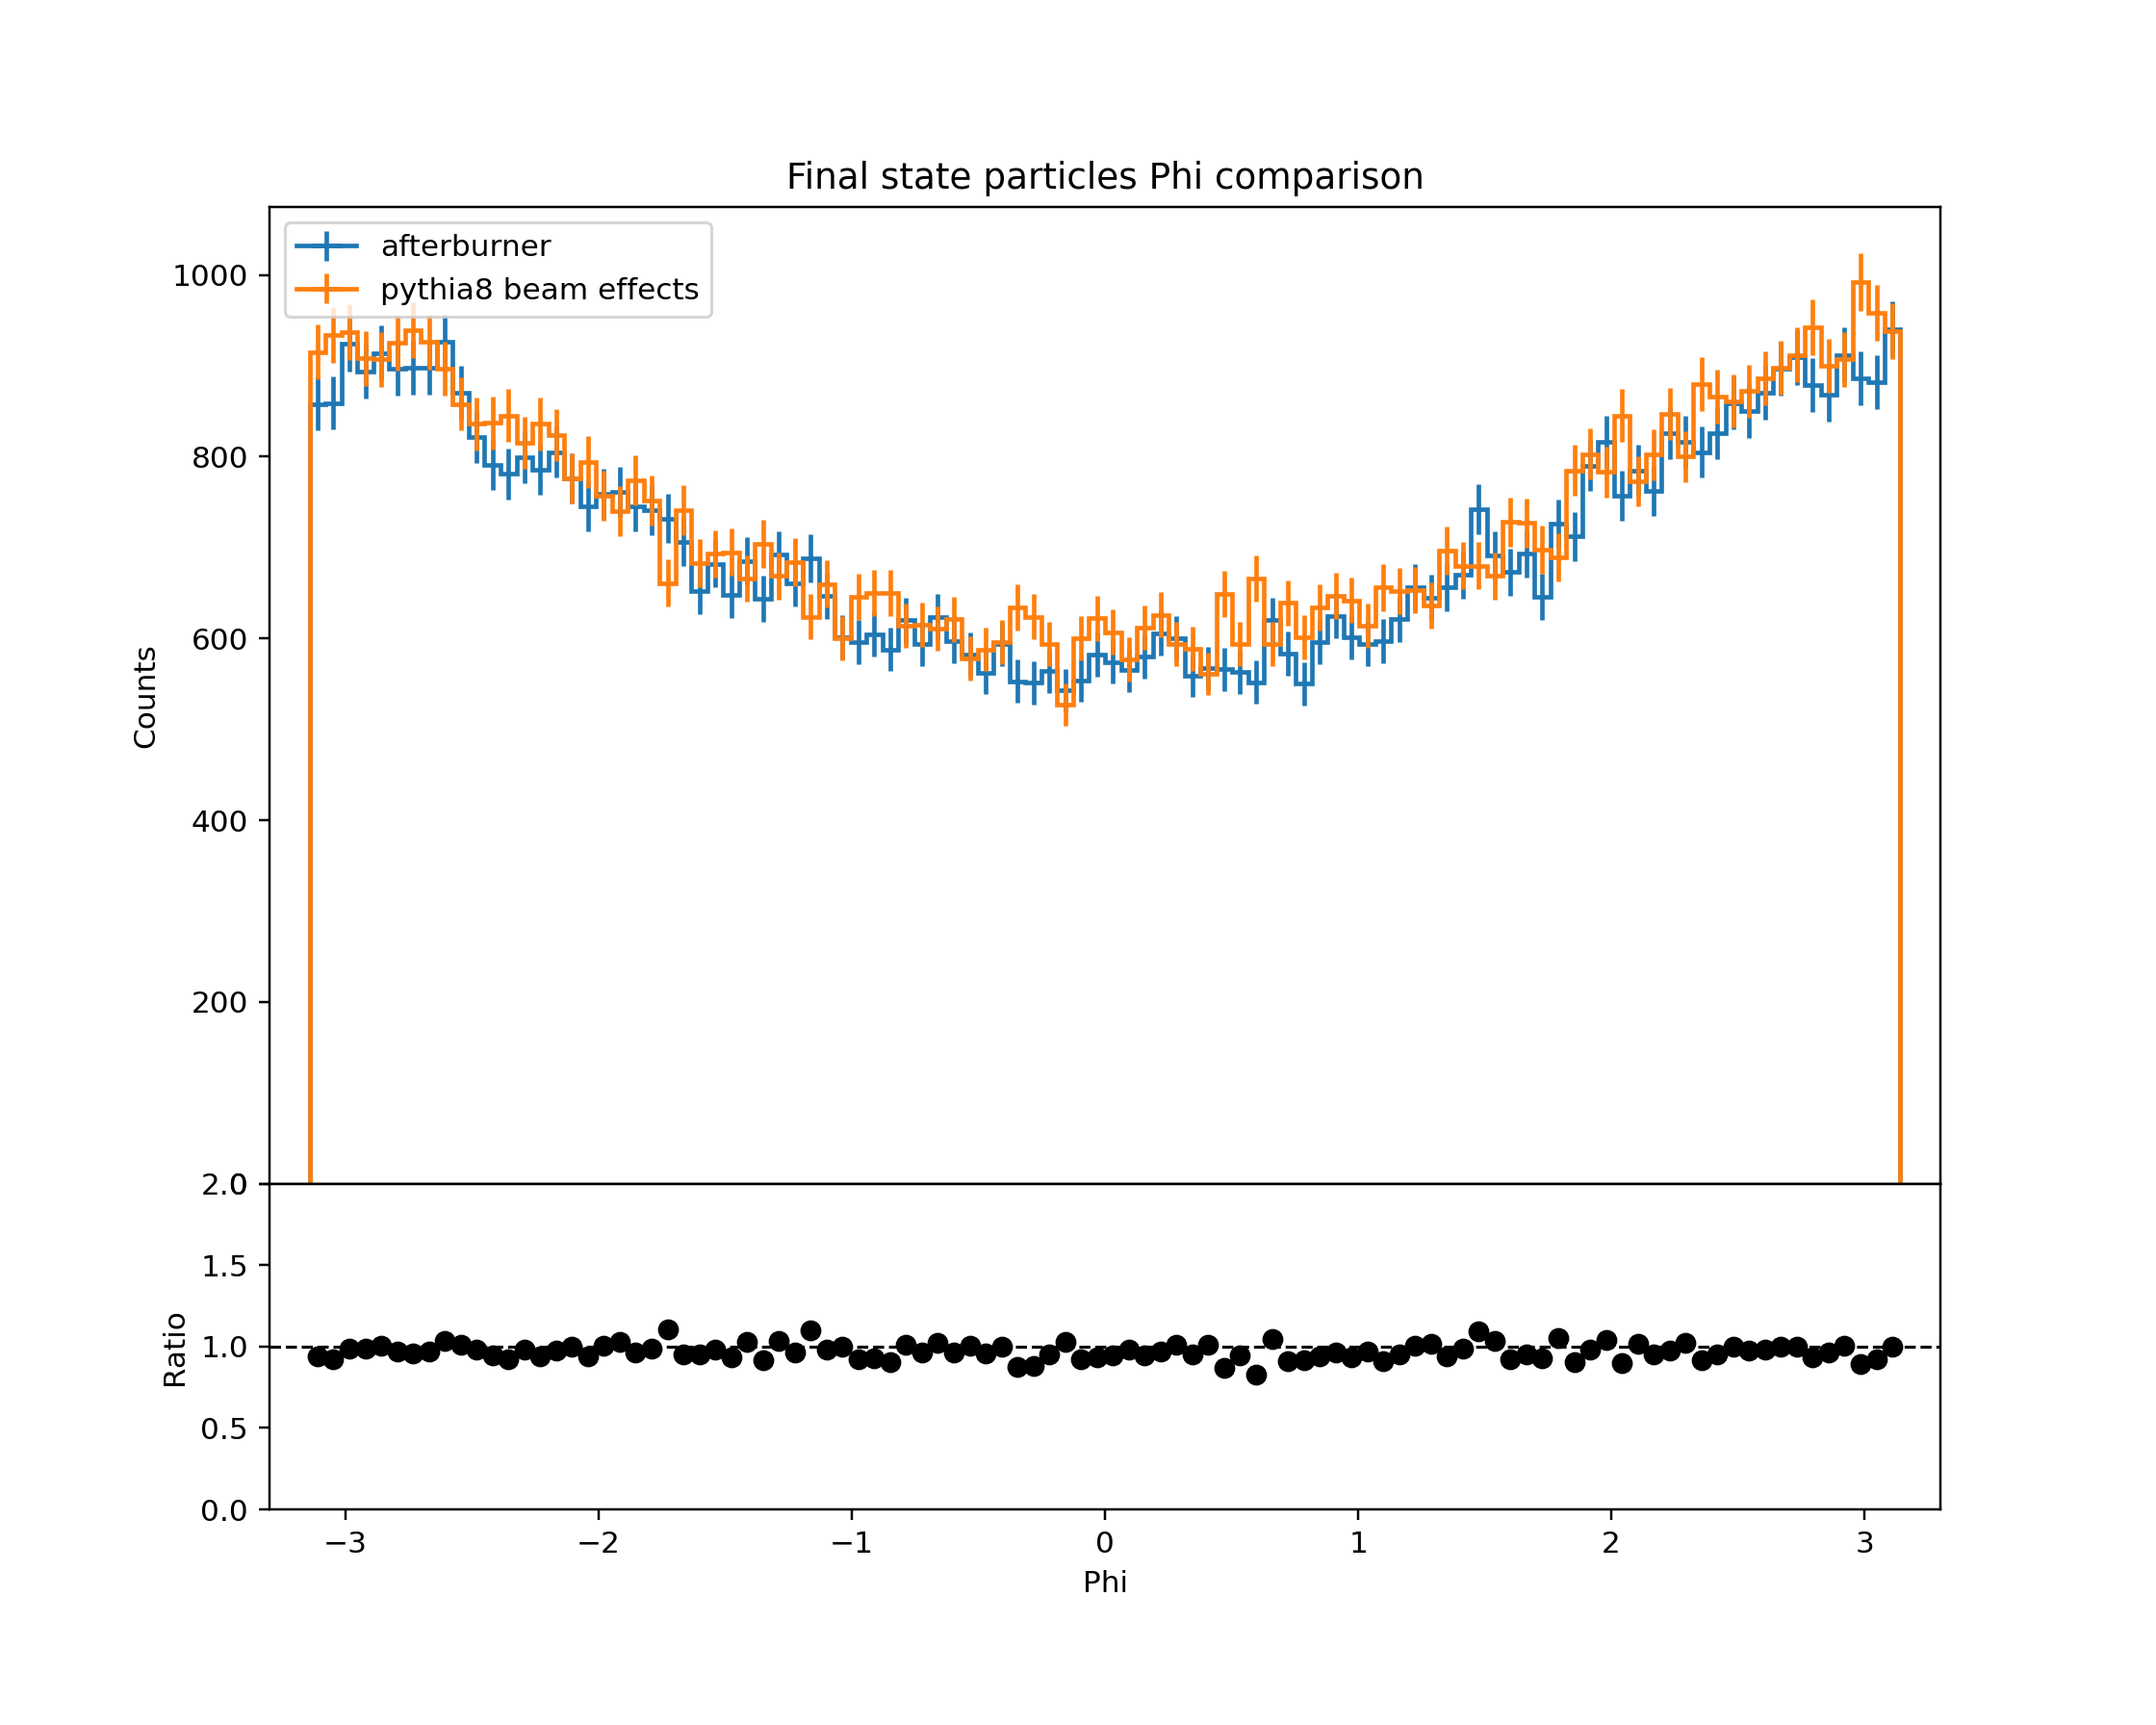 Final state particles Phi comparison
afterburner
pythia8 beam effects
1000
800
600
400
200
Counts
2.0
1.5
1.0
0.5
0.0
Ratio
−3 −2 −1 0 1 2 3
Phi